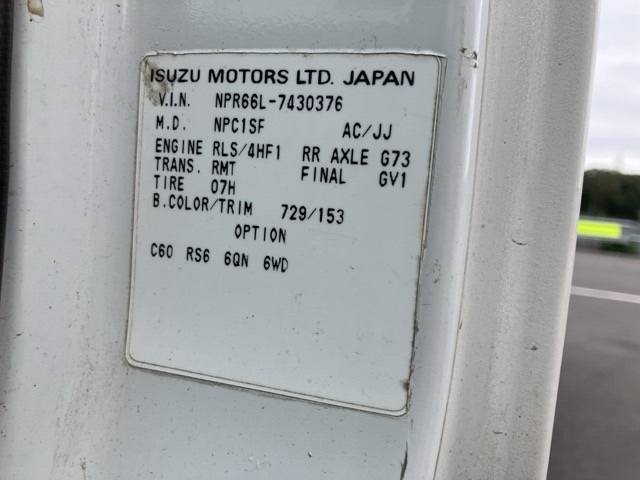 ISUZU MOTORS LTD. JAPAN
V.I.N. NPR66L-7430376
M.D. NPC1SF AC/JJ
ENGINE RLS/4HF1 RR AXLE G73
TRANS. RMT FINAL GV1
TIRE 07H
B.COLOR/TRIM 729/153
OPTION
C60 RS6 6QN 6WD